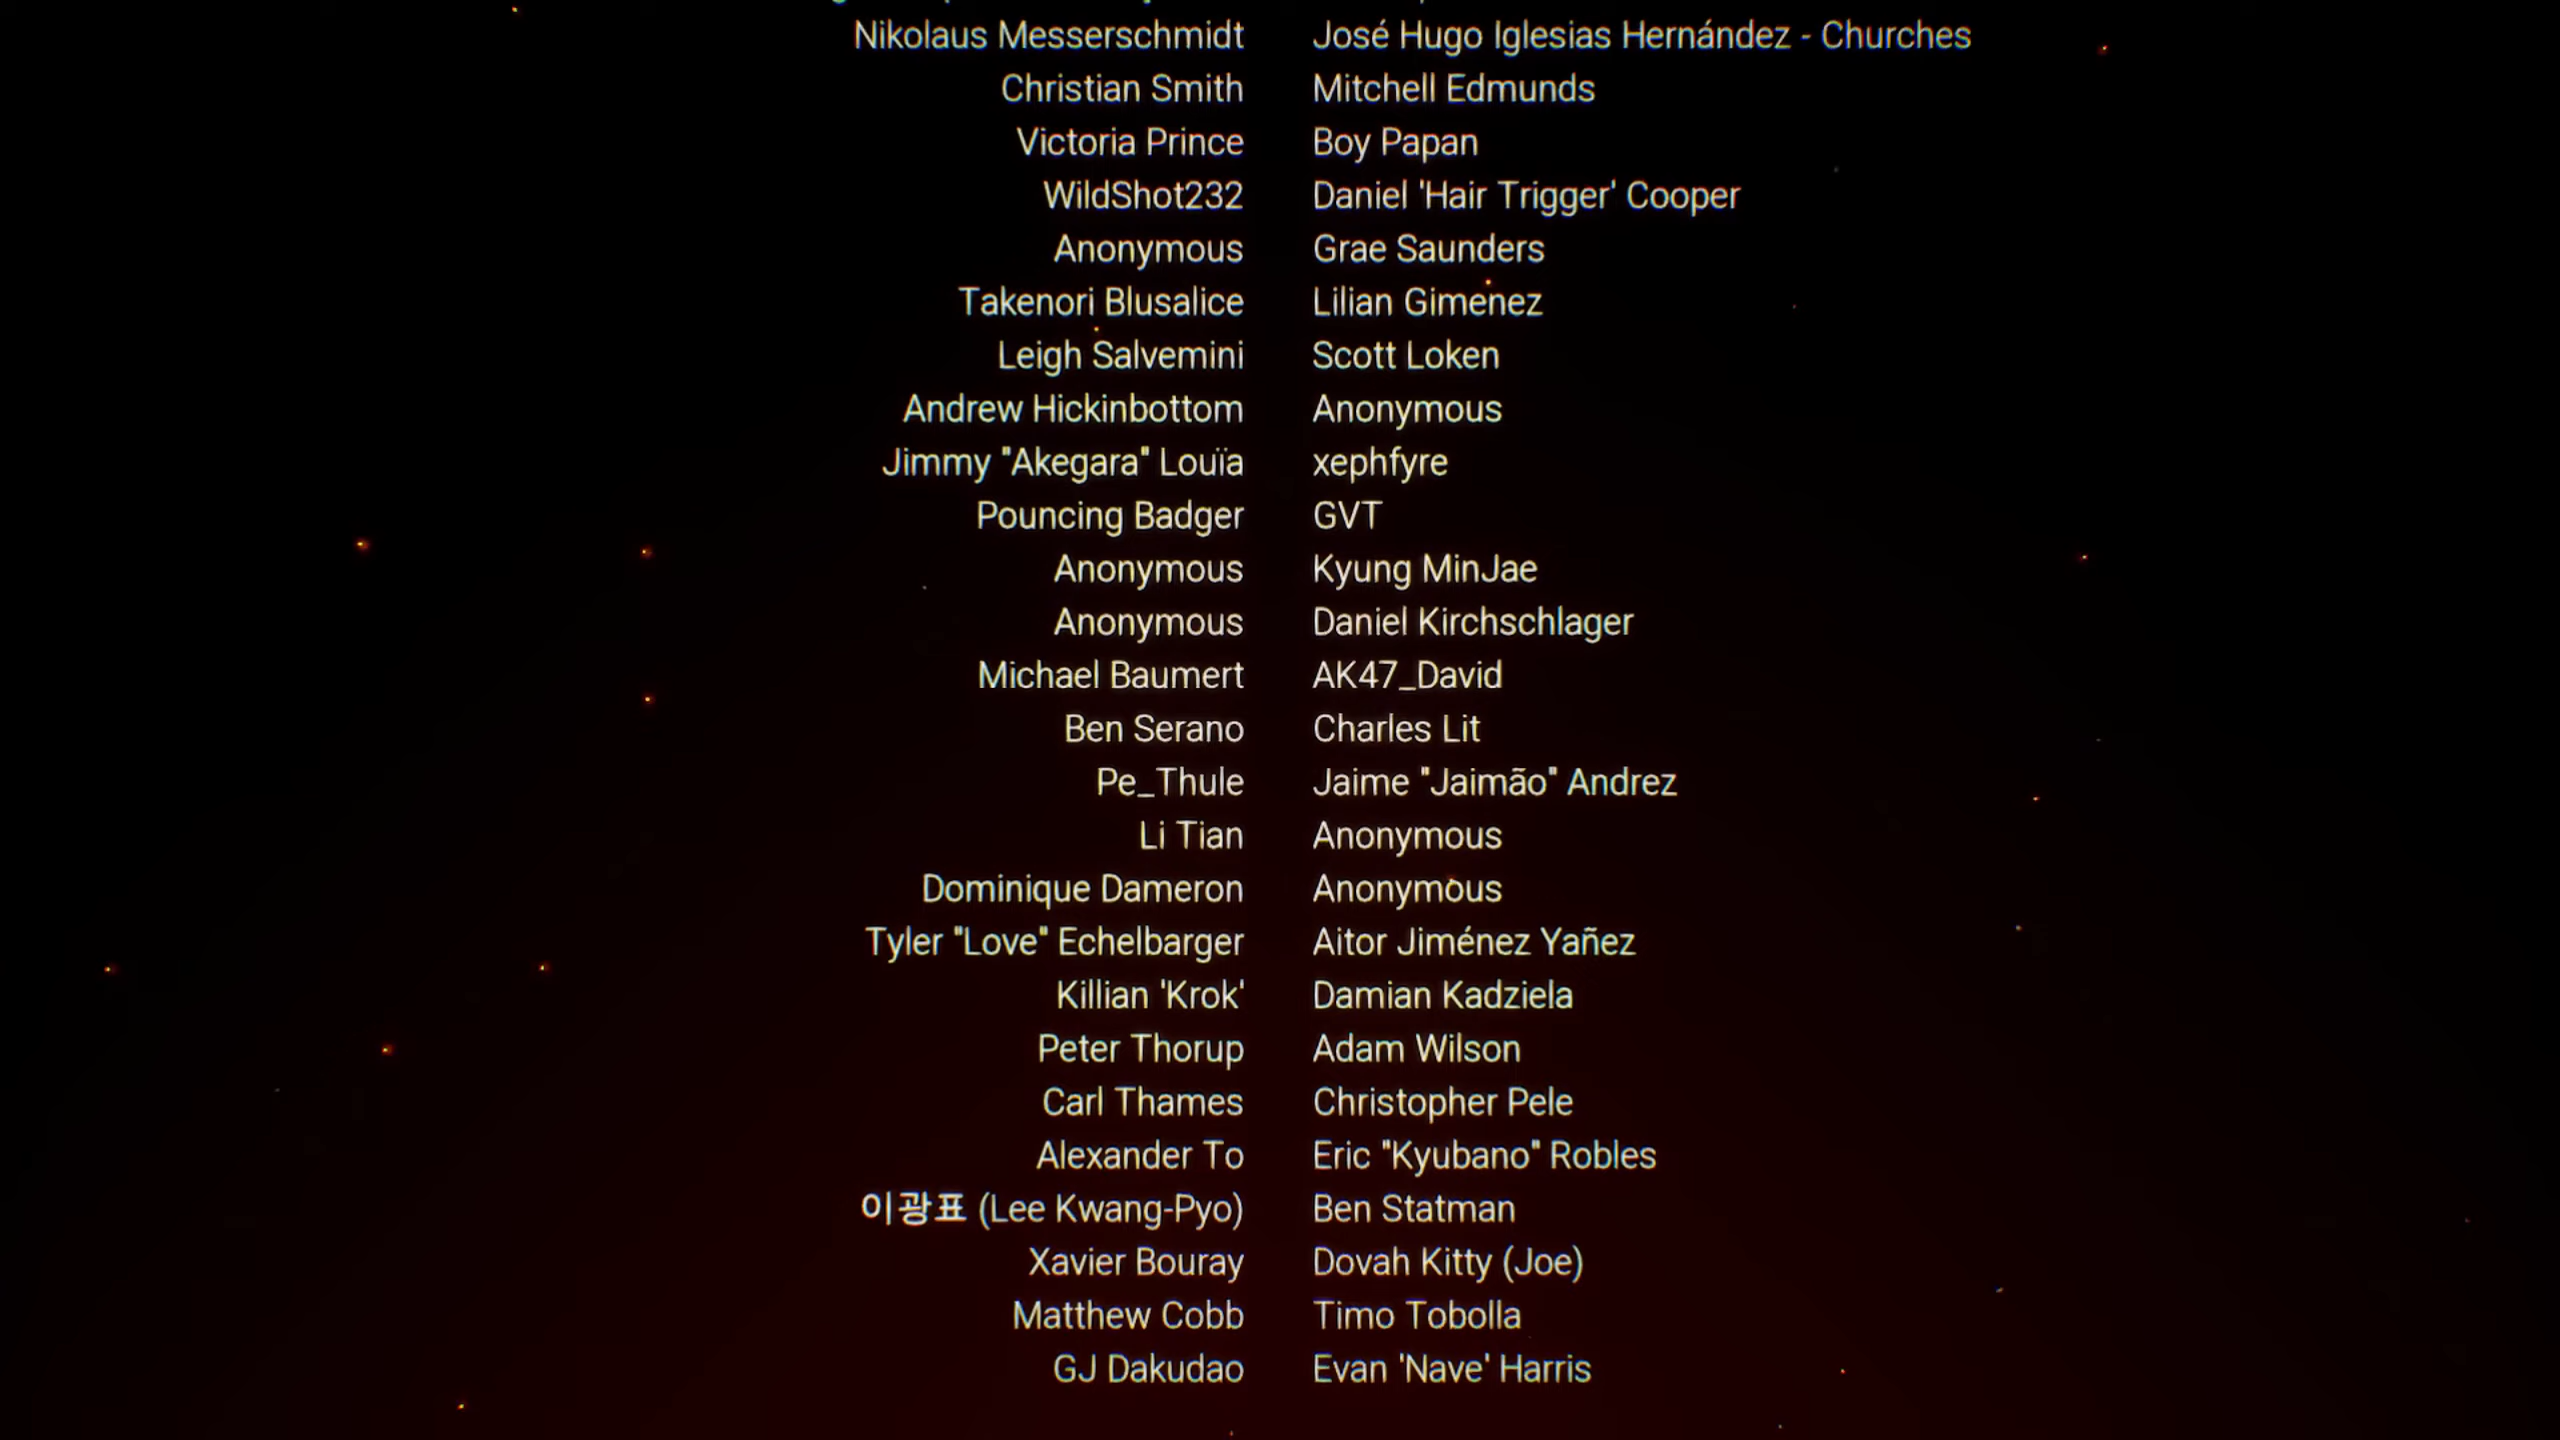 Nikolaus Messerschmidt José Hugo Iglesias Hernández - Churches
Christian Smith Mitchell Edmunds
Victoria Prince Boy Papan
WildShot232 Daniel 'Hair Trigger' Cooper
Anonymous Grae Saunders
Takenori Blusalice Lilian Gimenez
Leigh Salvemini Scott Loken
Andrew Hickinbottom Anonymous
Jimmy "Akegara" Louïa xephfyre
Pouncing Badger GVT
Anonymous Kyung MinJae
Anonymous Daniel Kirchschlager
Michael Baumert AK47_David
Ben Serano Charles Lit
Pe_Thule Jaime "Jaimão" Andrez
Li Tian Anonymous
Dominique Dameron Anonymous
Tyler "Love" Echelbarger Aitor Jiménez Yañez
Killian 'Krok' Damian Kadziela
Peter Thorup Adam Wilson
Carl Thames Christopher Pele
Alexander To Eric "Kyubano" Robles
이광표 (Lee Kwang-Pyo) Ben Statman
Xavier Bouray Dovah Kitty (Joe)
Matthew Cobb Timo Tobolla
GJ Dakudao Evan 'Nave' Harris